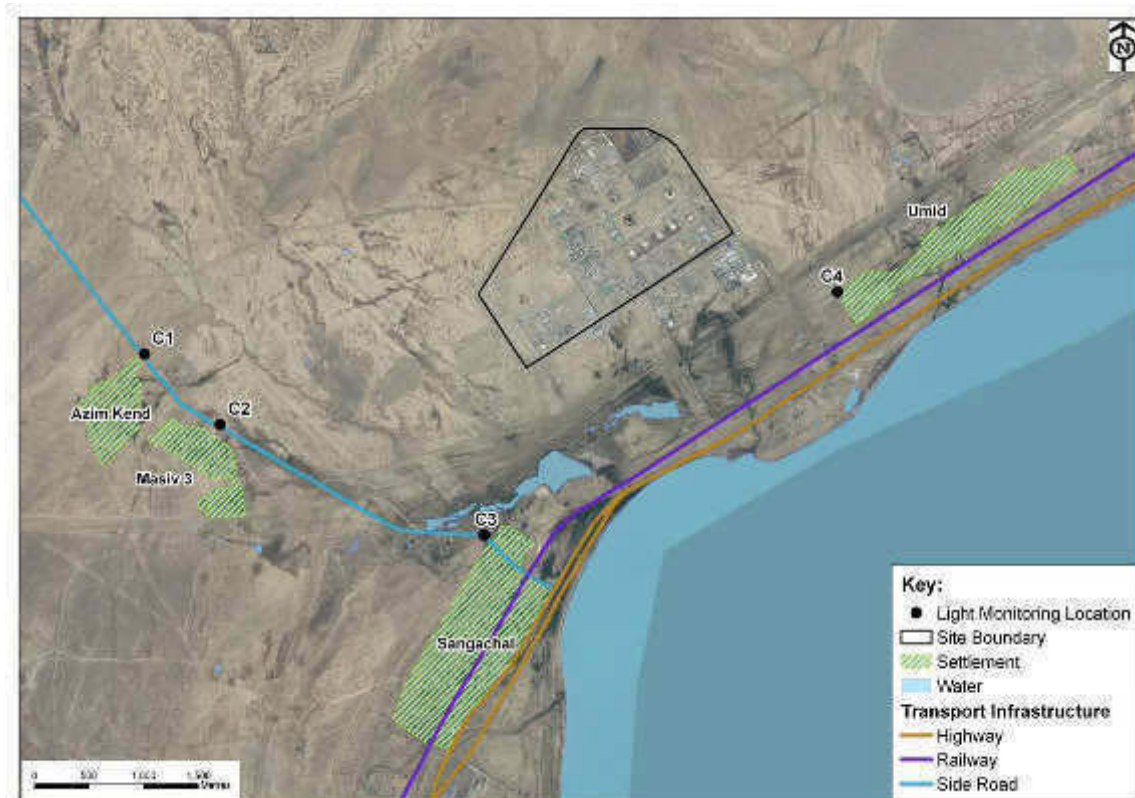 N
Umid
C4
C1
C2
Azim Kend
Masiv 3
C3
Sangachal
Key:
Light Monitoring Location
Site Boundary
Settlement
Water
Transport Infrastructure
Highway
Railway
Side Road
0 500 1,000 1,500
Metres